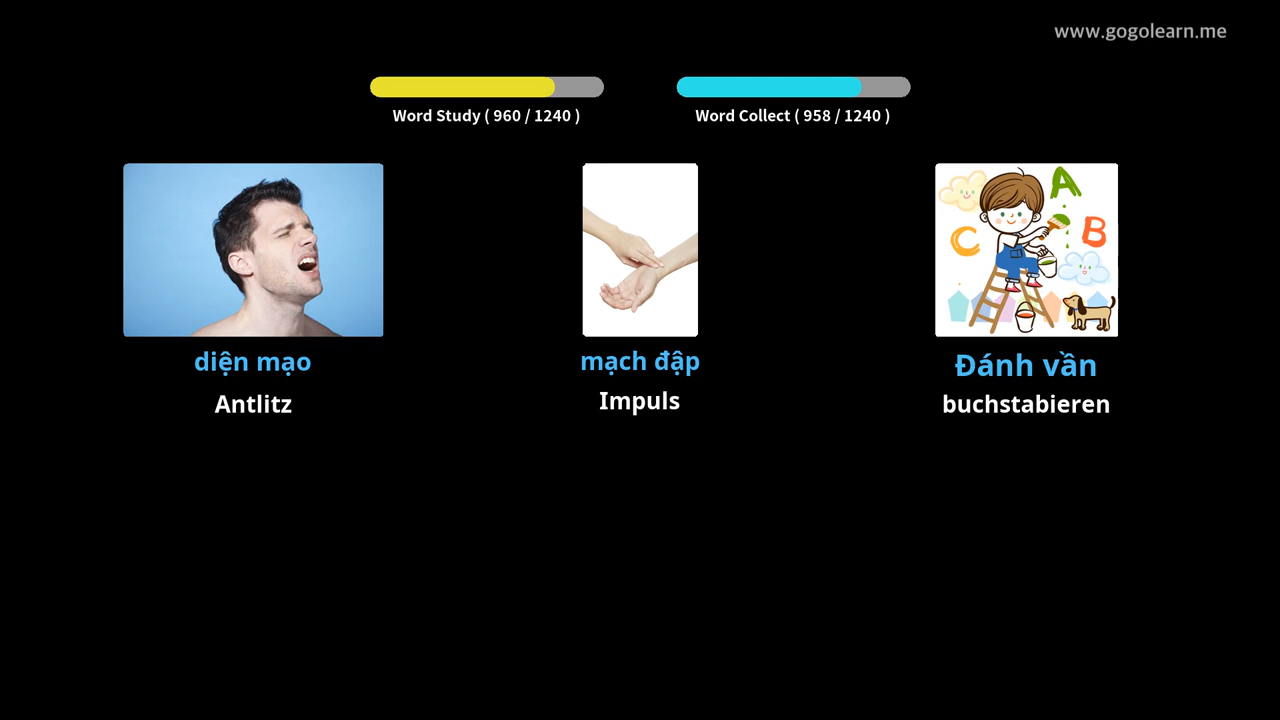 www.gogolearn.me
Word Study ( 960 / 1240 )
Word Collect ( 958 / 1240 )
A
B
C
diện mạo
mạch đập
Đánh vần
Antlitz
Impuls
buchstabieren